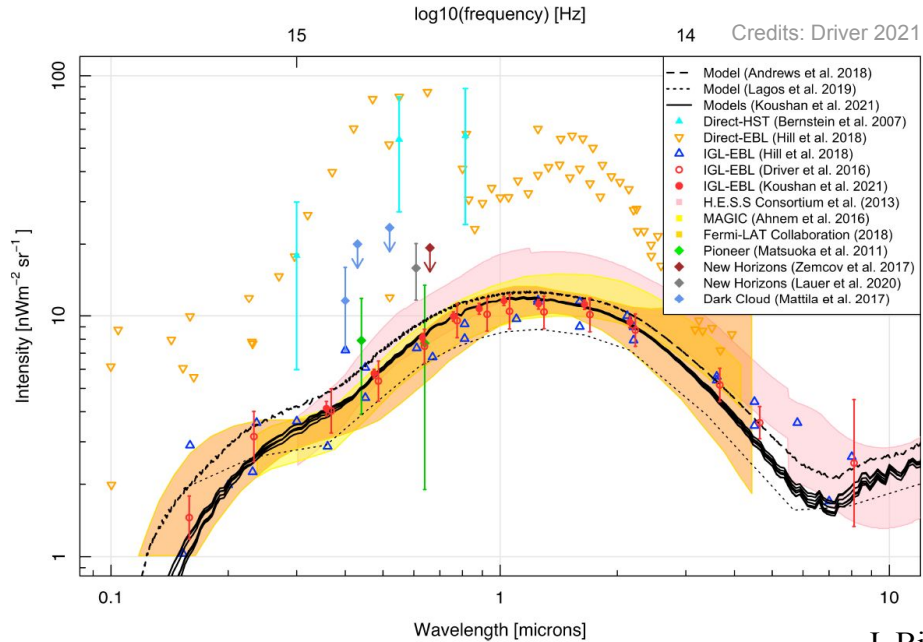 log10(frequency) [Hz]
15
14
Credits: Driver 2021
Model (Andrews et al. 2018)
Model (Lagos et al. 2019)
Models (Koushan et al. 2021)
Direct-HST (Bernstein et al. 2007)
Direct-EBL (Hill et al. 2018)
IGL-EBL (Hill et al. 2018)
IGL-EBL (Driver et al. 2016)
IGL-EBL (Koushan et al. 2021)
H.E.S.S Consortium et al. (2013)
MAGIC (Ahnem et al. 2016)
Fermi-LAT Collaboration (2018)
Pioneer (Matsuoka et al. 2011)
New Horizons (Zemcov et al. 2017)
New Horizons (Lauer et al. 2020)
Dark Cloud (Mattila et al. 2017)
Intensity [nWm−2 sr−1]
100
10
1
0.1
1
10
Wavelength [microns]